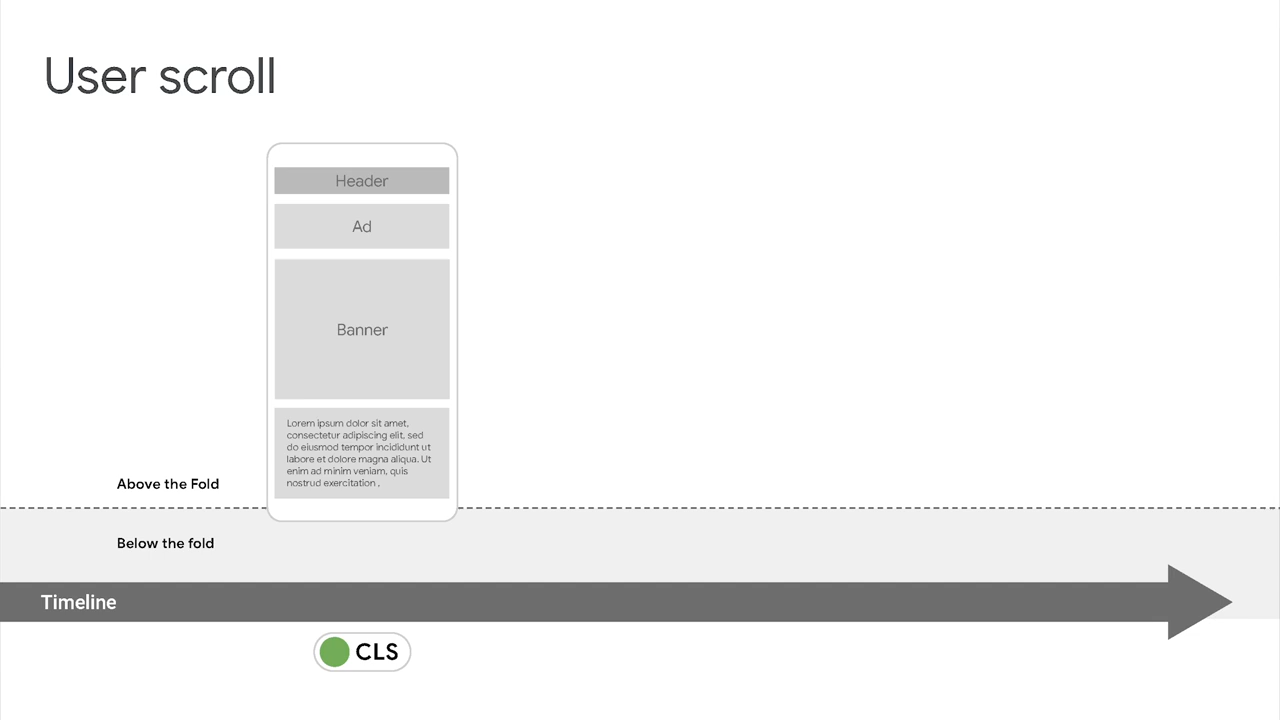 User scroll
Header
Ad
Banner
Lorem ipsum dolor sit amet,
consectetur adipiscing elit, sed
do eiusmod tempor incididunt ut
labore et dolore magna aliqua. Ut
enim ad minim veniam, quis
nostrud exercitation .
Above the Fold
Below the fold
Timeline
CLS